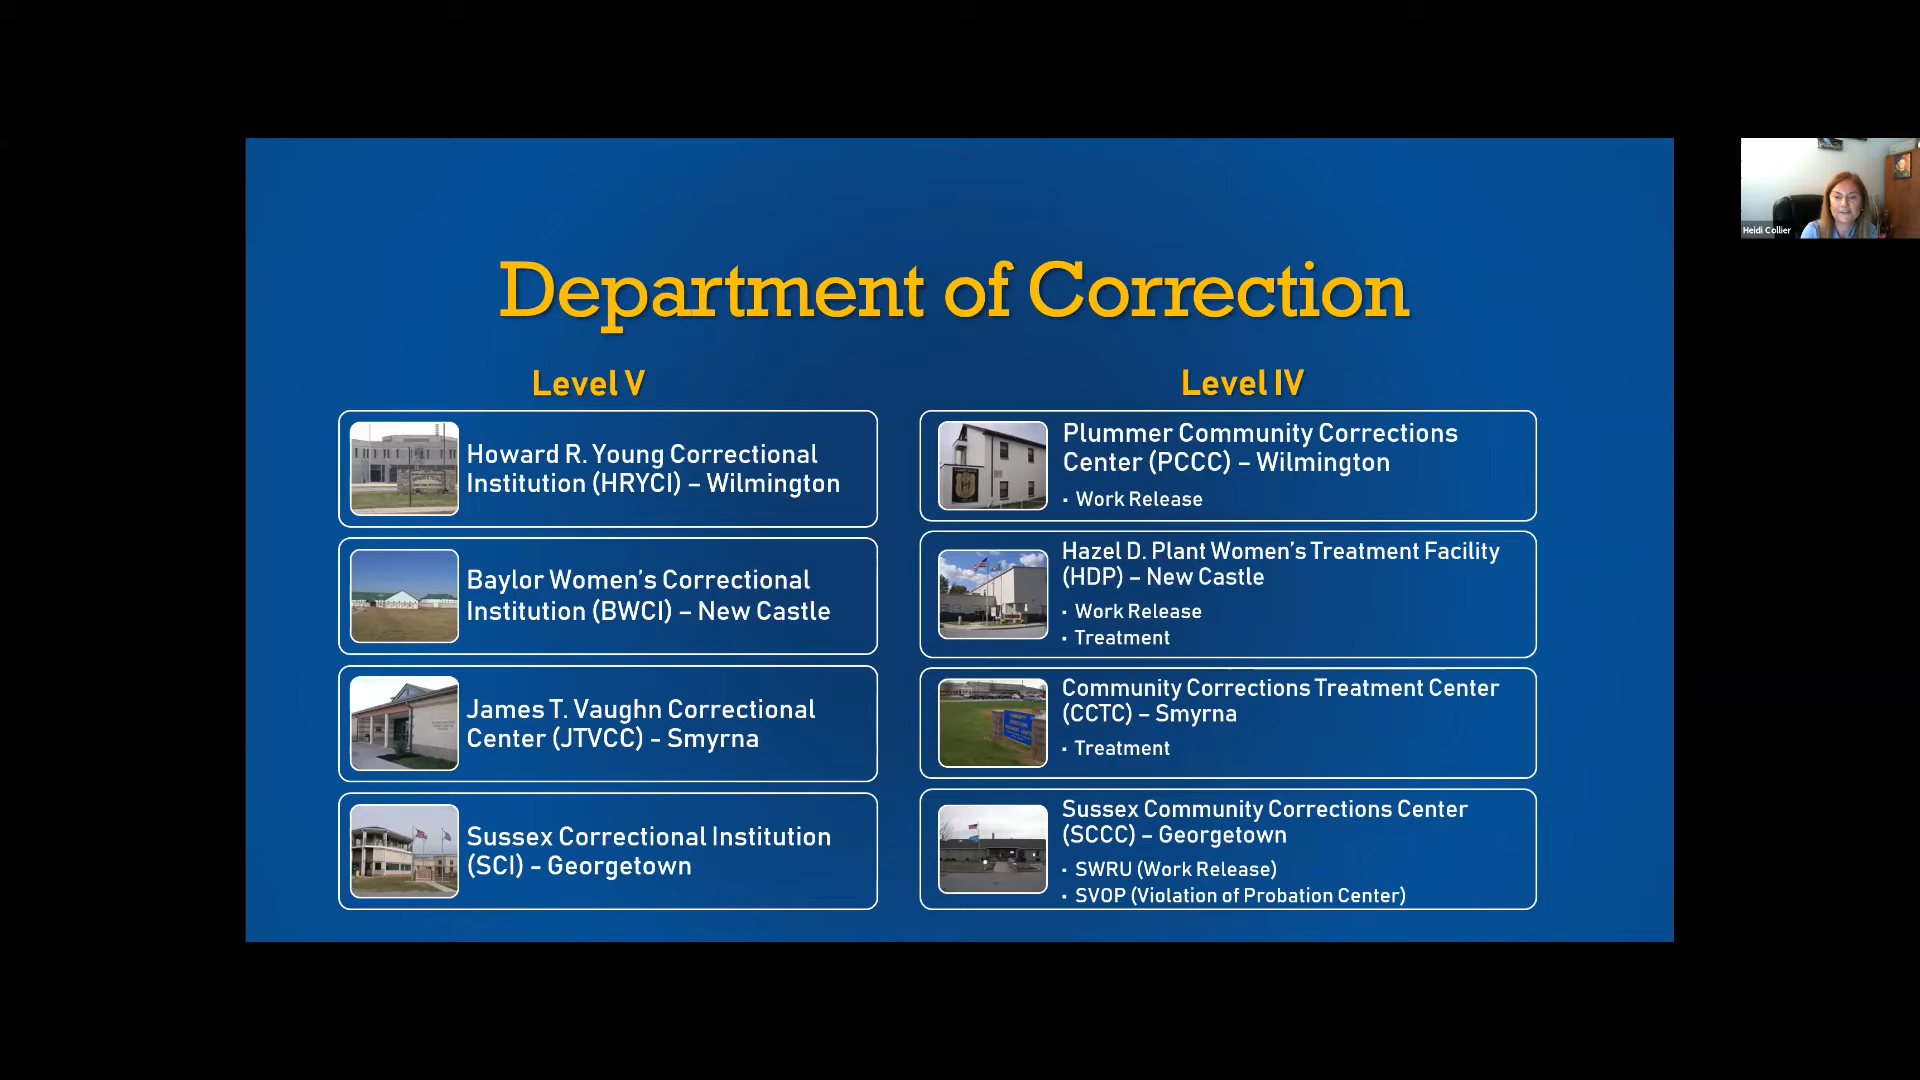 Department of Correction
Level V
Howard R. Young Correctional
Institution (HRYCI) – Wilmington
Baylor Women's Correctional
Institution (BWCI) – New Castle
James T. Vaughn Correctional
Center (JTVCC) - Smyrna
Sussex Correctional Institution
(SCI) - Georgetown
Level IV
Plummer Community Corrections
Center (PCCC) – Wilmington
▪ Work Release
Hazel D. Plant Women's Treatment Facility
(HDP) – New Castle
▪ Work Release
▪ Treatment
Community Corrections Treatment Center
(CCTC) – Smyrna
▪ Treatment
Sussex Community Corrections Center
(SCCC) – Georgetown
▪ SWRU (Work Release)
▪ SVOP (Violation of Probation Center)
Heidi Collier